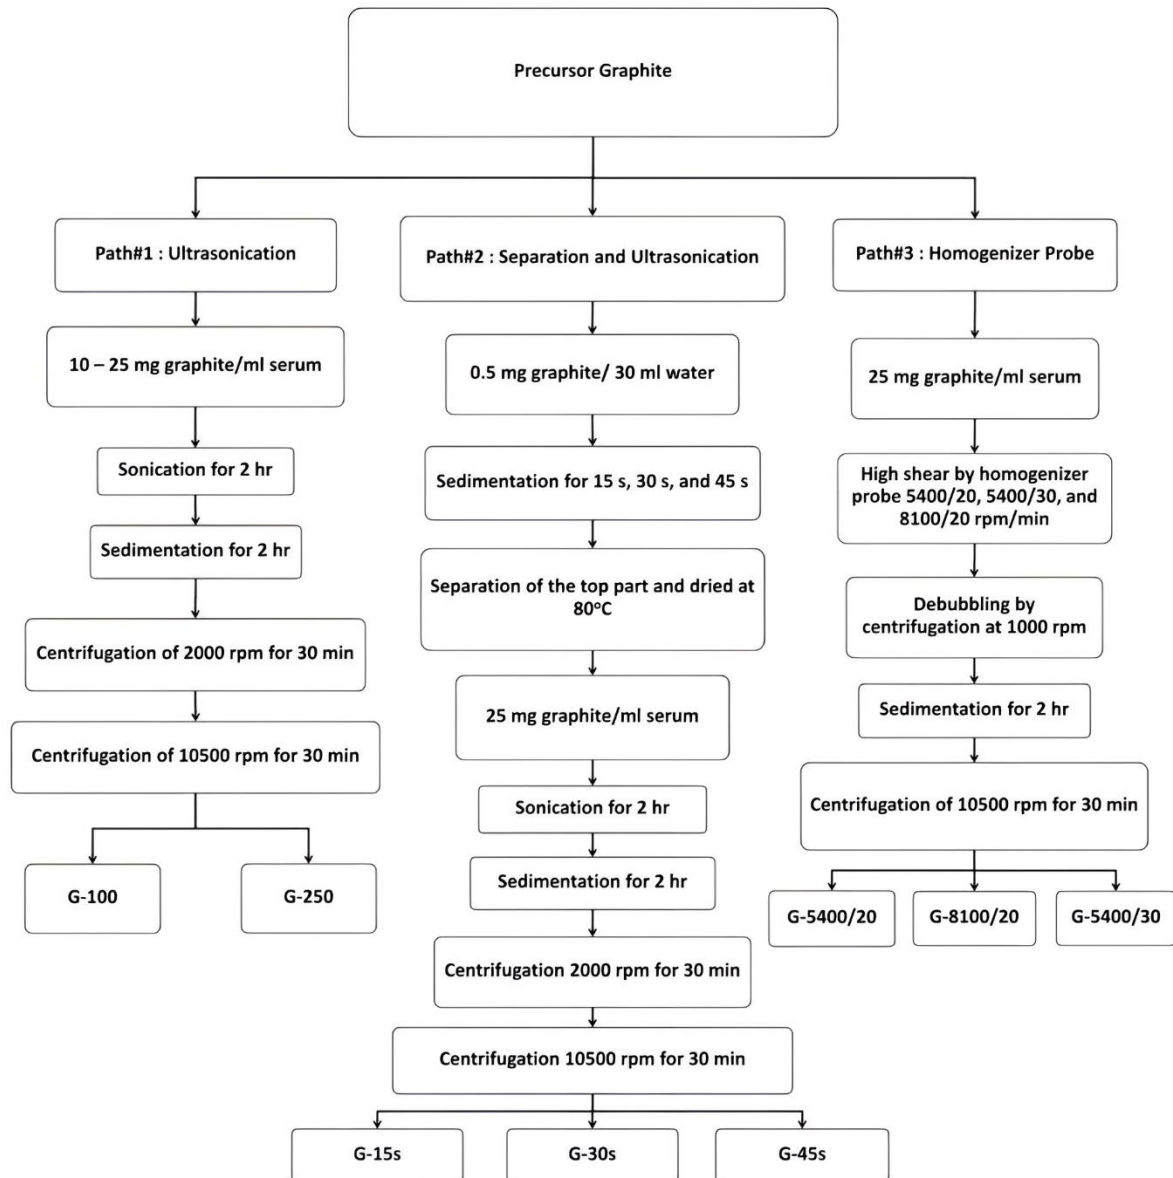 Precursor Graphite
Path#1 : Ultrasonication
10 – 25 mg graphite/ml serum
Sonication for 2 hr
Sedimentation for 2 hr
Centrifugation of 2000 rpm for 30 min
Centrifugation of 10500 rpm for 30 min
G-100
G-250
Path#2 : Separation and Ultrasonication
0.5 mg graphite/ 30 ml water
Sedimentation for 15 s, 30 s, and 45 s
Separation of the top part and dried at
80°C
25 mg graphite/ml serum
Sonication for 2 hr
Sedimentation for 2 hr
Centrifugation 2000 rpm for 30 min
Centrifugation 10500 rpm for 30 min
G-15s
G-30s
G-45s
Path#3 : Homogenizer Probe
25 mg graphite/ml serum
High shear by homogenizer
probe 5400/20, 5400/30, and
8100/20 rpm/min
Debubbling by
centrifugation at 1000 rpm
Sedimentation for 2 hr
Centrifugation of 10500 rpm for 30 min
G-5400/20
G-8100/20
G-5400/30